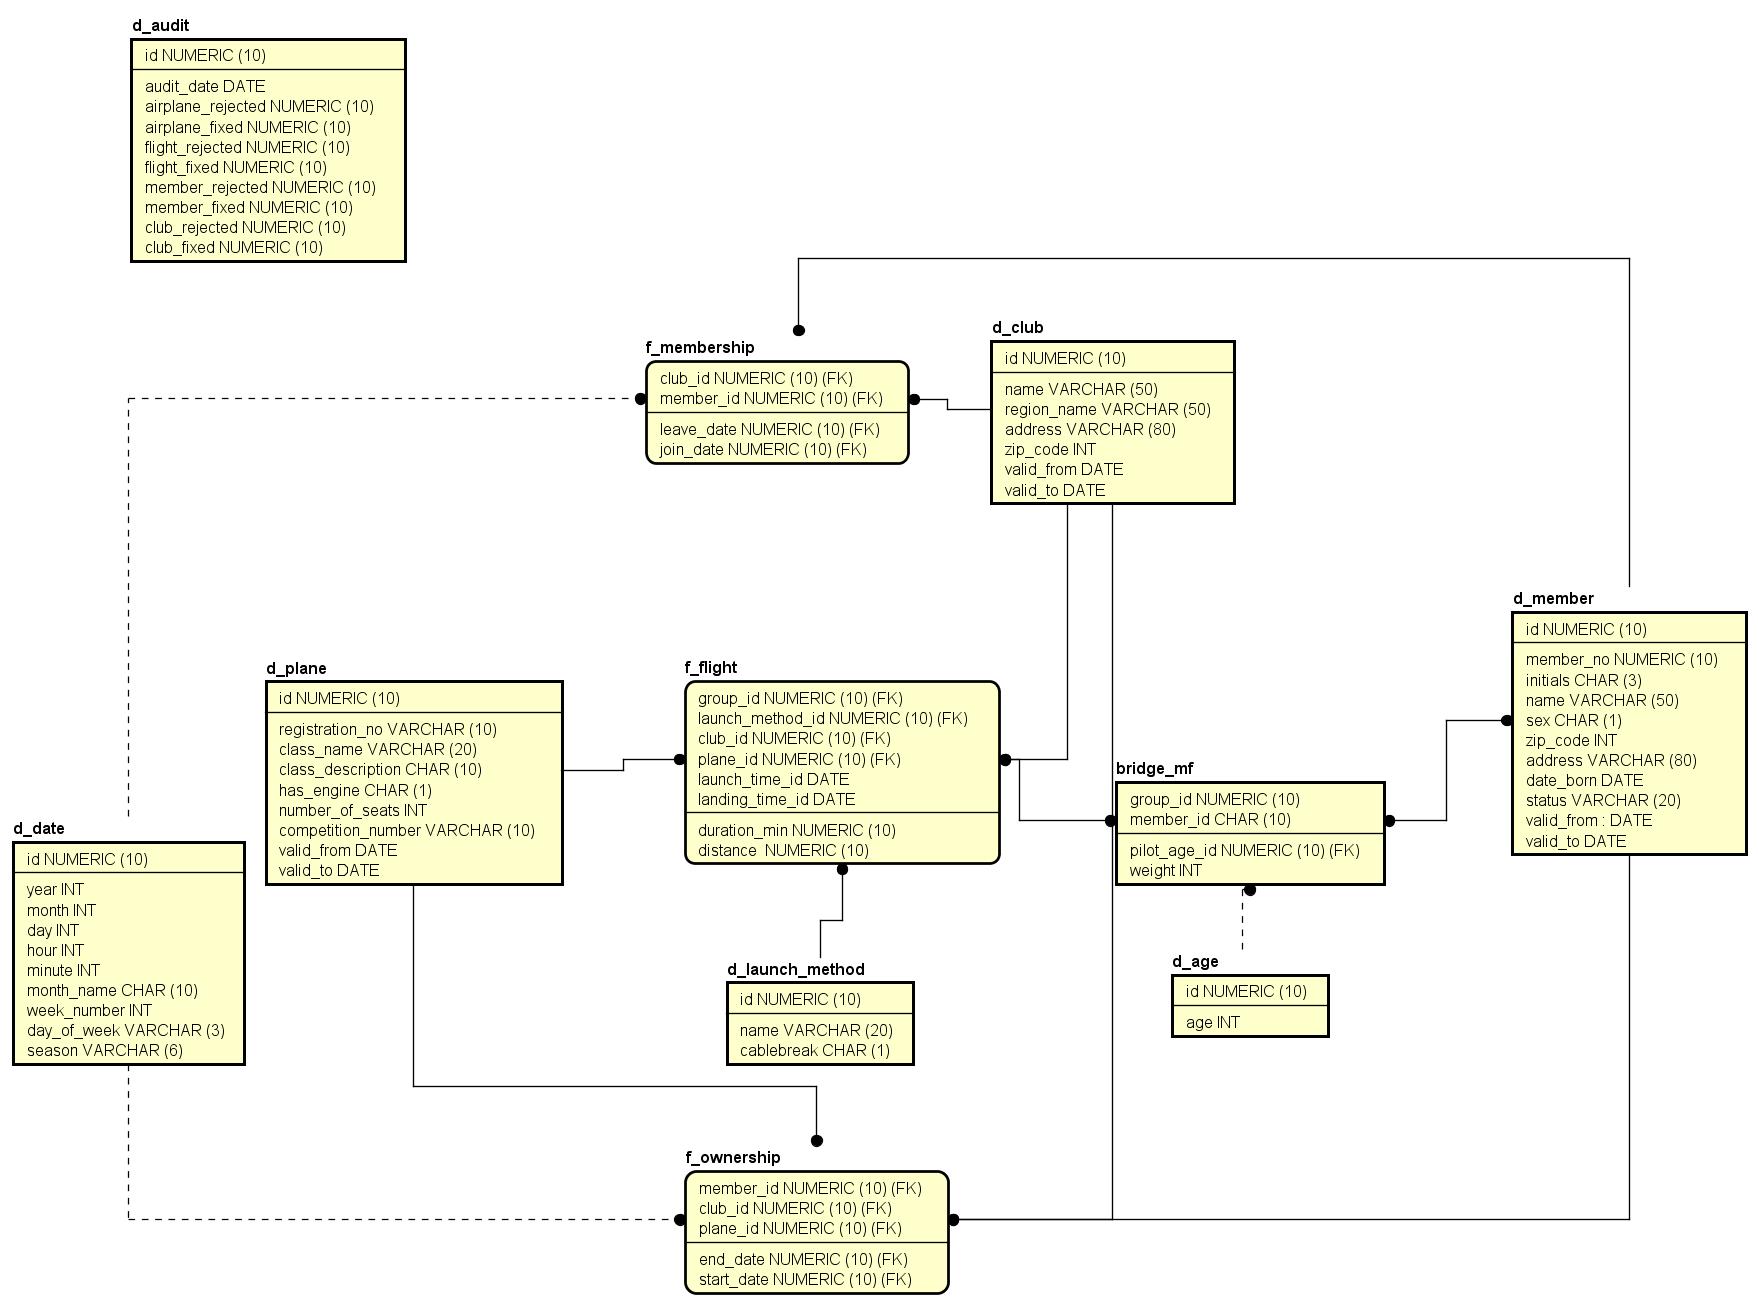 d_audit
id NUMERIC (10)
audit_date DATE
airplane_rejected NUMERIC (10)
airplane_fixed NUMERIC (10)
flight_rejected NUMERIC (10)
flight_fixed NUMERIC (10)
member_rejected NUMERIC (10)
member_fixed NUMERIC (10)
club_rejected NUMERIC (10)
club_fixed NUMERIC (10)
f_membership
club_id NUMERIC (10) (FK)
member_id NUMERIC (10) (FK)
leave_date NUMERIC (10) (FK)
join_date NUMERIC (10) (FK)
d_club
id NUMERIC (10)
name VARCHAR (50)
region_name VARCHAR (50)
address VARCHAR (80)
zip_code INT
valid_from DATE
valid_to DATE
d_member
id NUMERIC (10)
member_no NUMERIC (10)
initials CHAR (3)
name VARCHAR (50)
sex CHAR (1)
zip_code INT
address VARCHAR (80)
date_born DATE
status VARCHAR (20)
valid_from : DATE
valid_to DATE
d_plane
id NUMERIC (10)
registration_no VARCHAR (10)
class_name VARCHAR (20)
class_description CHAR (10)
has_engine CHAR (1)
number_of_seats INT
competition_number VARCHAR (10)
valid_from DATE
valid_to DATE
f_flight
group_id NUMERIC (10) (FK)
launch_method_id NUMERIC (10) (FK)
club_id NUMERIC (10) (FK)
plane_id NUMERIC (10) (FK)
launch_time_id DATE
landing_time_id DATE
duration_min NUMERIC (10)
distance  NUMERIC (10)
bridge_mf
group_id NUMERIC (10)
member_id CHAR (10)
pilot_age_id NUMERIC (10) (FK)
weight INT
d_date
id NUMERIC (10)
year INT
month INT
day INT
hour INT
minute INT
month_name CHAR (10)
week_number INT
day_of_week VARCHAR (3)
season VARCHAR (6)
d_launch_method
id NUMERIC (10)
name VARCHAR (20)
cablebreak CHAR (1)
d_age
id NUMERIC (10)
age INT
f_ownership
member_id NUMERIC (10) (FK)
club_id NUMERIC (10) (FK)
plane_id NUMERIC (10) (FK)
end_date NUMERIC (10) (FK)
start_date NUMERIC (10) (FK)